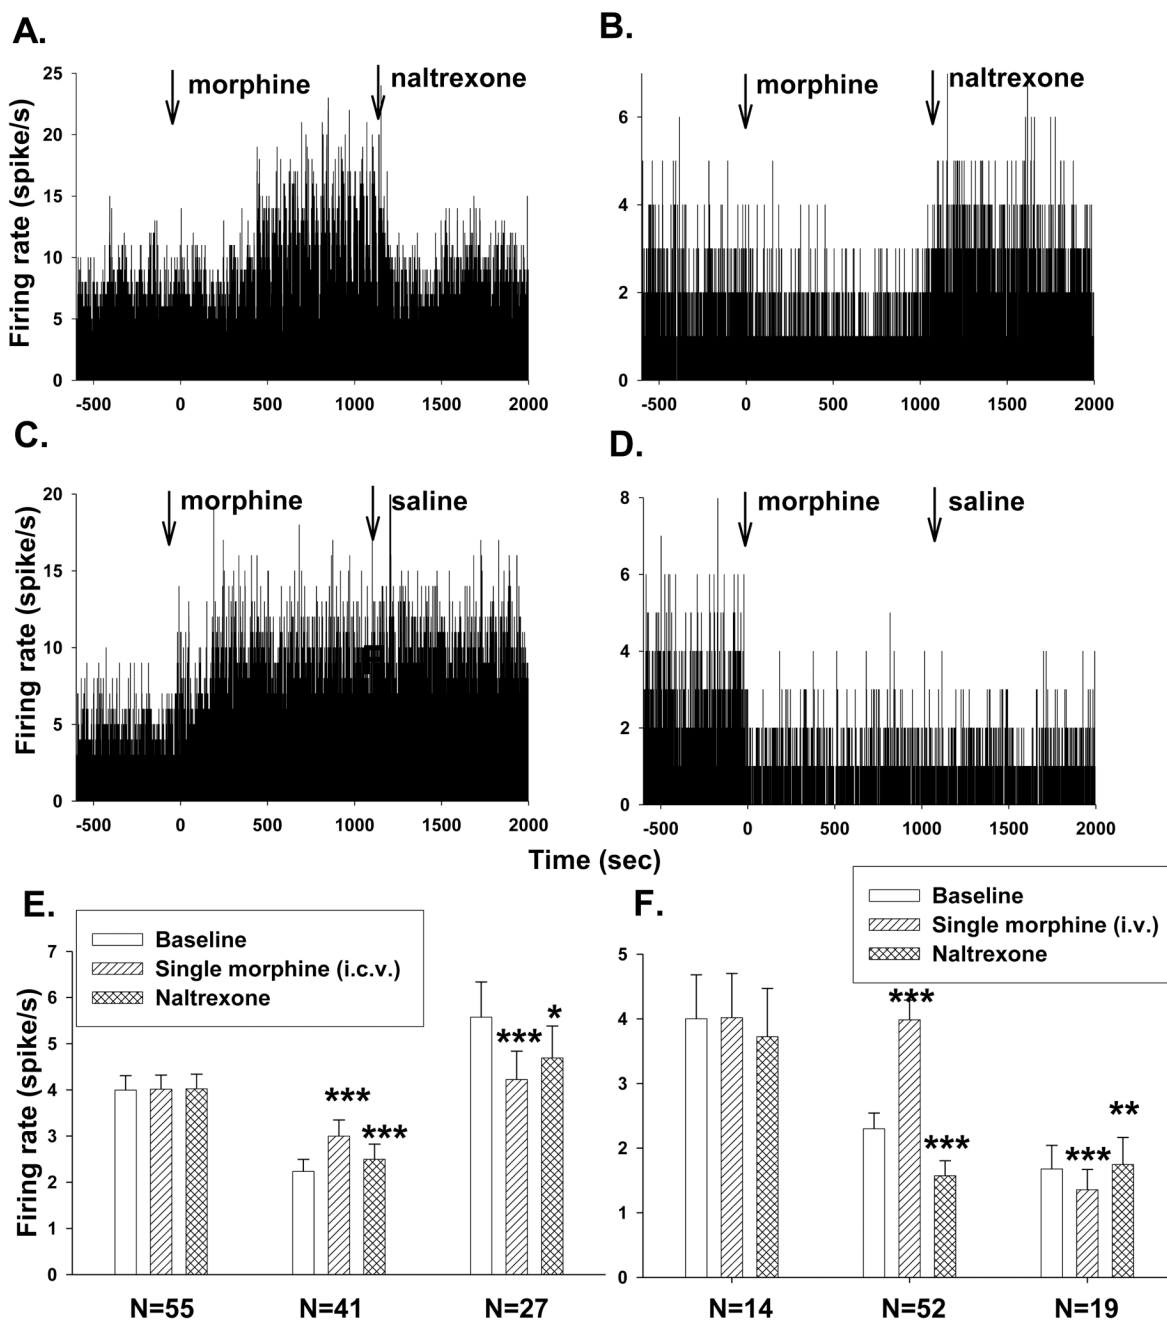 A.
B.
morphine
naltrexone
morphine
naltrexone
Firing rate (spike/s)
25
20
15
10
5
0
-500 0 500 1000 1500 2000
6
4
2
0
-500 0 500 1000 1500 2000
C.
D.
morphine
saline
morphine
saline
Firing rate (spike/s)
20
15
10
5
0
-500 0 500 1000 1500 2000
8
6
4
2
0
-500 0 500 1000 1500 2000
Time (sec)
E.
Baseline
Single morphine (i.c.v.)
Naltrexone
Firing rate (spike/s)
7
6
5
4
3
2
1
0
***
***
***
*
N=55 N=41 N=27
F.
Baseline
Single morphine (i.v.)
Naltrexone
5
4
3
2
1
0
***
***
***
**
N=14 N=52 N=19